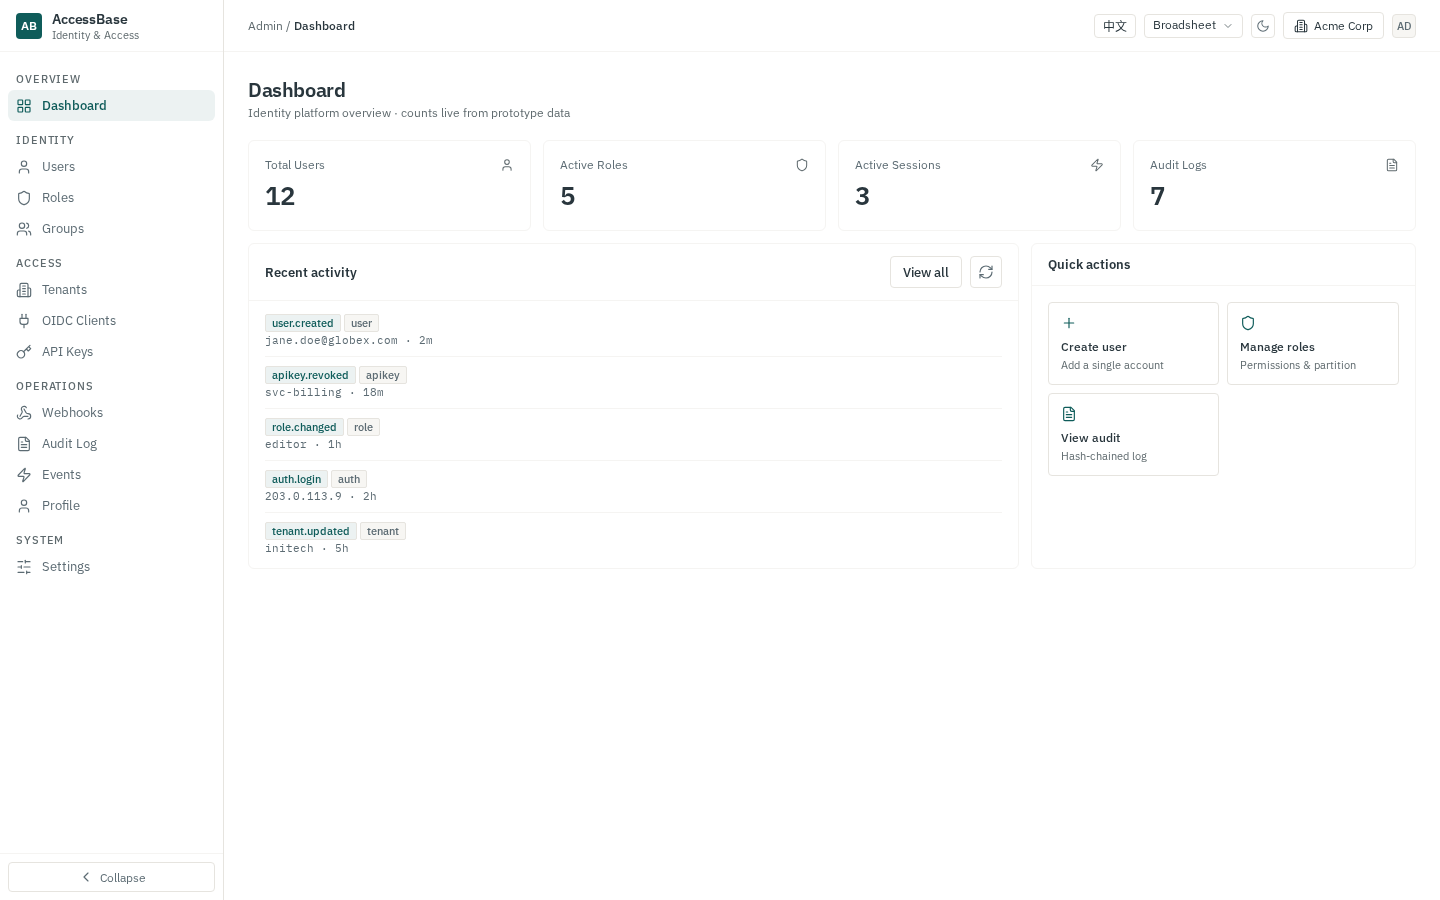 AB
AccessBase
Identity & Access
OVERVIEW
Dashboard
IDENTITY
Users
Roles
Groups
ACCESS
Tenants
OIDC Clients
API Keys
OPERATIONS
Webhooks
Audit Log
Events
Profile
SYSTEM
Settings
Collapse
Admin / Dashboard
中文
Broadsheet
Acme Corp
AD
Dashboard
Identity platform overview · counts live from prototype data
Total Users
12
Active Roles
5
Active Sessions
3
Audit Logs
7
Recent activity
View all
user.created user
jane.doe@globex.com · 2m
apikey.revoked apikey
svc-billing · 18m
role.changed role
editor · 1h
auth.login auth
203.0.113.9 · 2h
tenant.updated tenant
initech · 5h
Quick actions
Create user
Add a single account
Manage roles
Permissions & partition
View audit
Hash-chained log